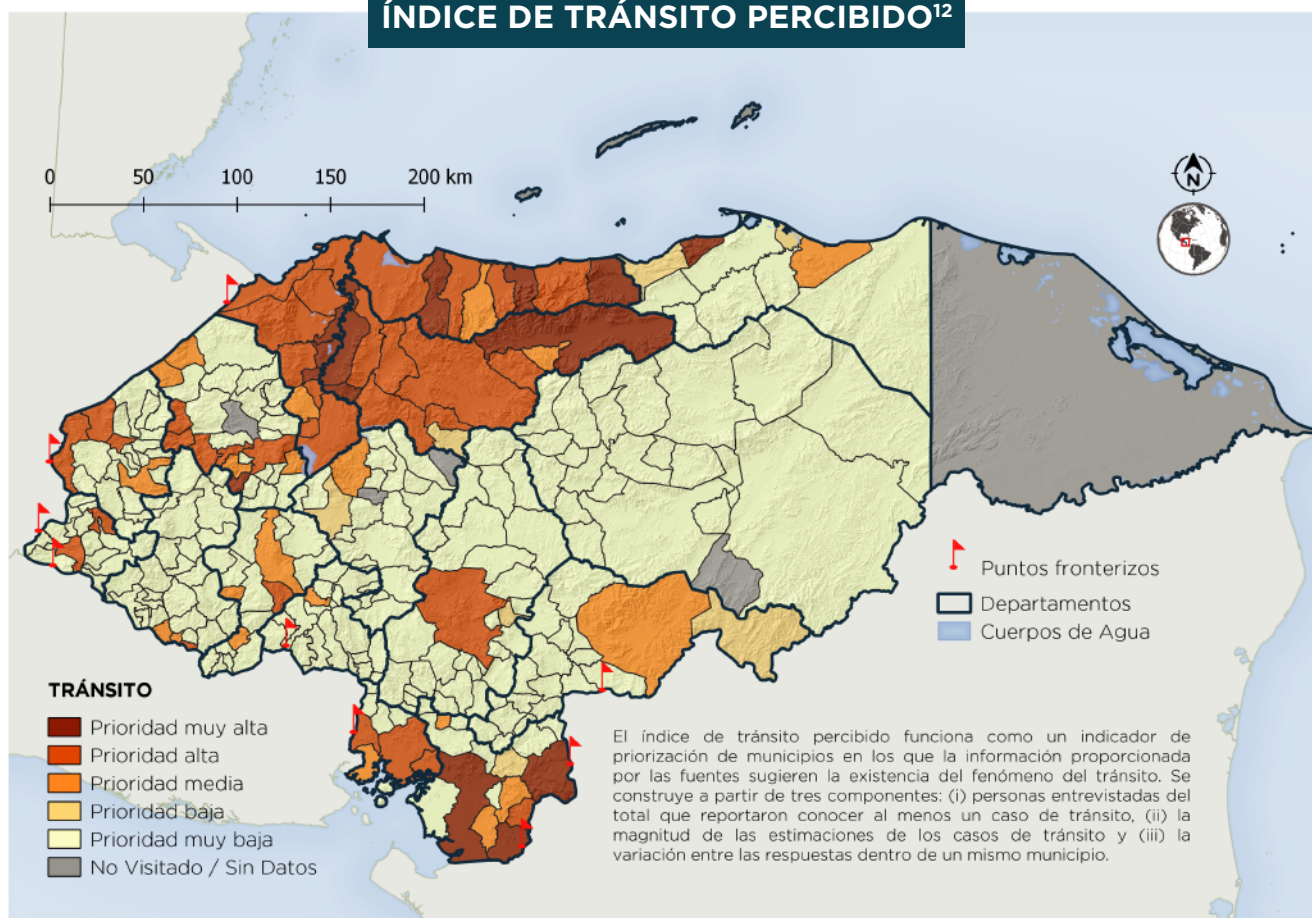 ÍNDICE DE TRÁNSITO PERCIBIDO¹²
0 50 100 150 200 km
N
Puntos fronterizos
Departamentos
Cuerpos de Agua
TRÁNSITO
Prioridad muy alta
Prioridad alta
Prioridad media
Prioridad baja
Prioridad muy baja
No Visitado / Sin Datos
El índice de tránsito percibido funciona como un indicador de
priorización de municipios en los que la información proporcionada
por las fuentes sugieren la existencia del fenómeno del tránsito. Se
construye a partir de tres componentes: (i) personas entrevistadas del
total que reportaron conocer al menos un caso de tránsito, (ii) la
magnitud de las estimaciones de los casos de tránsito y (iii) la
variación entre las respuestas dentro de un mismo municipio.